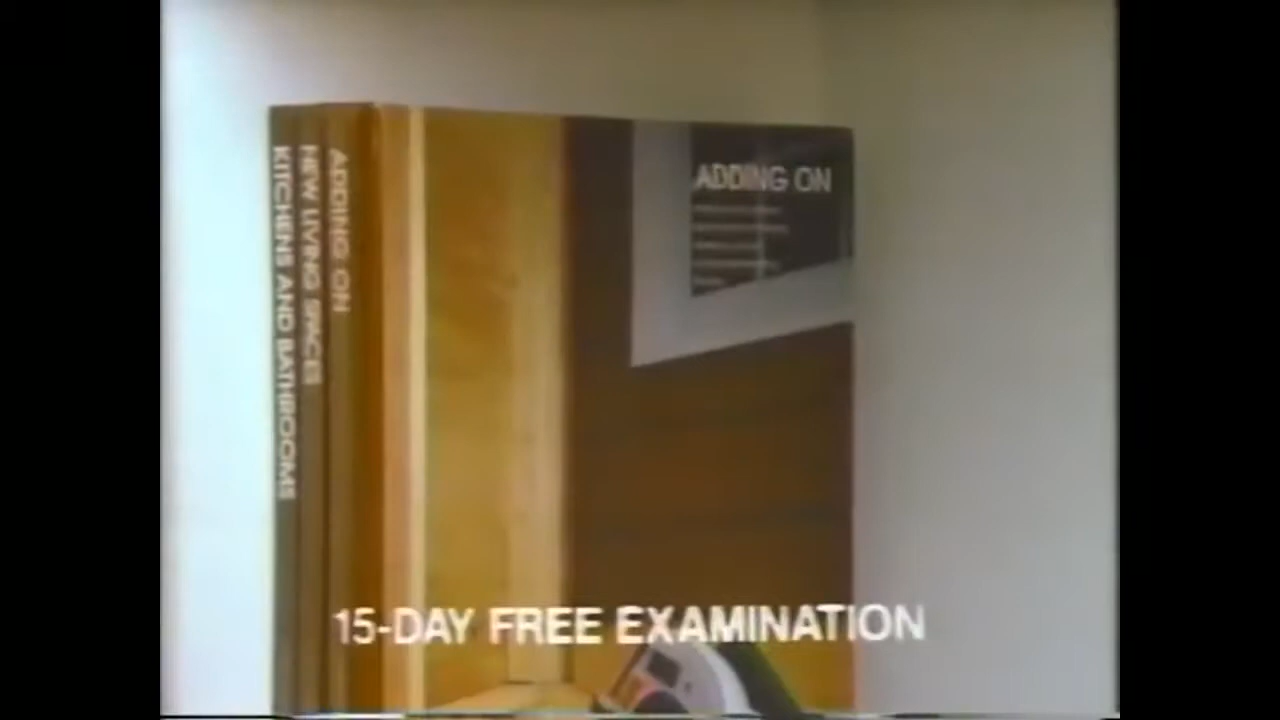 KITCHENS AND BATHROOMS
NEW LIVING SPACES
ADDING ON
ADDING ON
15-DAY FREE EXAMINATION